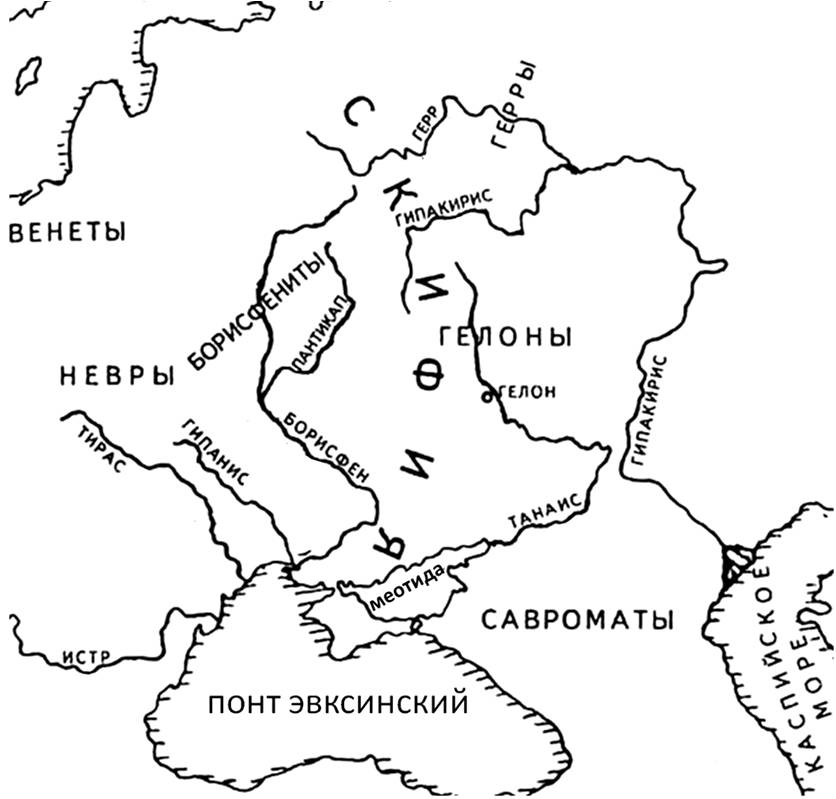 ГЕРР
ГЕРРЫ
ВЕНЕТЫ
ГИПАКИРИС
БОРИСФЕНИТЫ
ПАНТИКАП
СКИФИЯ
ГЕЛОНЫ
НЕВРЫ
ГЕЛОН
ГИПАКИРИС
ТИРАС
ГИПАНИС
БОРИСФЕН
ТАНАИС
МЕОТИДА
САВРОМАТЫ
ИСТР
ПОНТ ЭВКСИНСКИЙ
КАСПИЙСКОЕ
МОРЕ